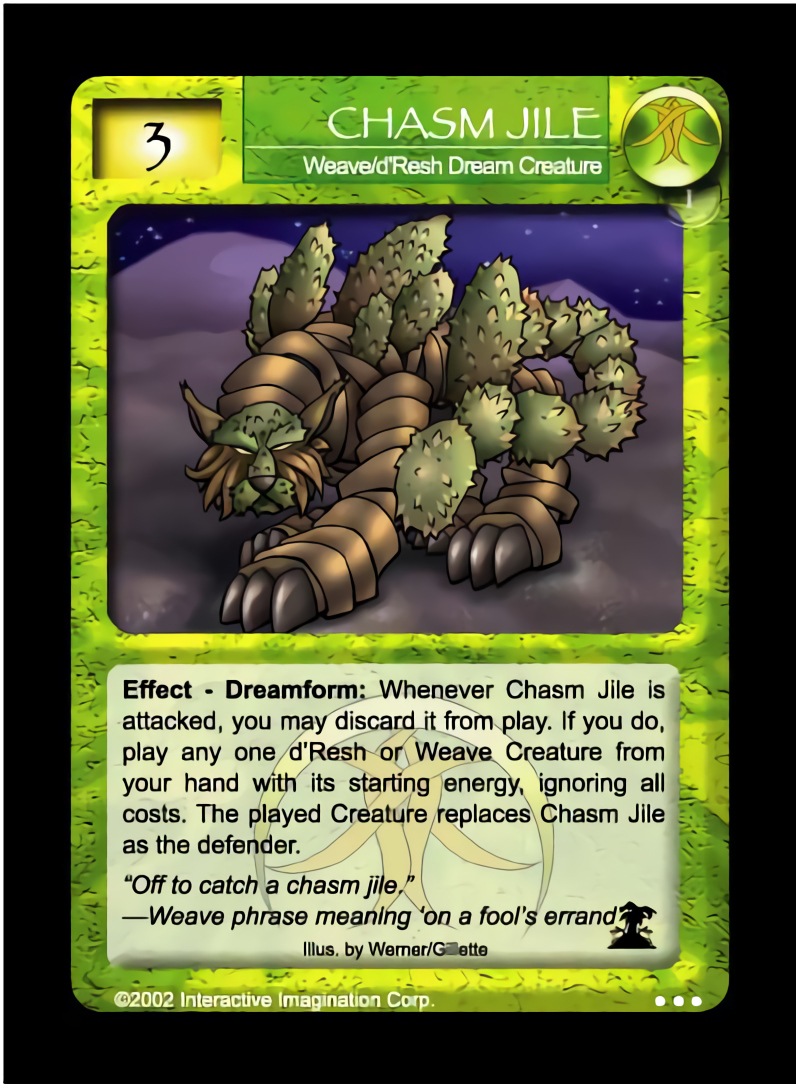 3
CHASM JILE
Weave/d'Resh Dream Creature
1
Effect - Dreamform: Whenever Chasm Jile is
attacked, you may discard it from play. If you do,
play any one d'Resh or Weave Creature from
your hand with its starting energy, ignoring all
costs. The played Creature replaces Chasm Jile
as the defender.
"Off to catch a chasm jile."
—Weave phrase meaning 'on a fool's errand'
Illus. by
©2002 Interactive Imagination Corp.